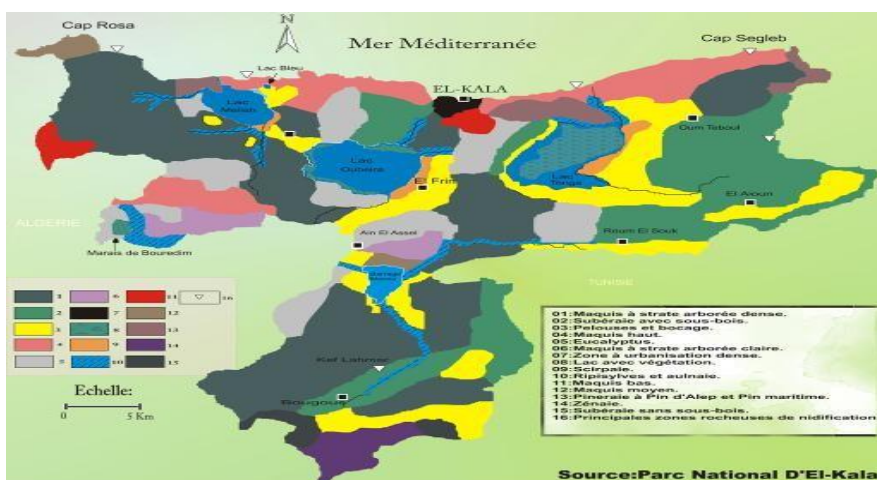 Cap Rosa
N
Mer Méditerranée
Cap Segleb
Lac Bleu
Lac Mellah
EL-KALA
Oum Teboul
Lac Oubeira
El Frin
Lac Tonga
El Aioun
ALGERIE
Ain El Assel
Roum El Souk
Marais de Bouredim
TUNISE
1
6
11
16
2
7
12
3
8
13
4
9
14
5
10
15
Kef Lahmar
Bougous
Echelle:
0 5 Km
01:Maquis à strate arborée dense.
02:Subéraie avec sous-bois.
03:Pelouses et bocage.
04:Maquis haut.
05:Eucalyptus.
06:Maquis à strate arborée claire.
07:Zone à urbanisation dense.
08:Lac avec végétation.
09:Scirpaie.
10:Ripisylves et aulnaie.
11:Maquis bas.
12:Maquis moyen.
13:Pineraie à Pin d'Alep et Pin maritime.
14:Zénaie.
15:Subéraie sans sous-bois.
6:Principales zones rocheuses de nidification
Source:Parc National D'El-Kala